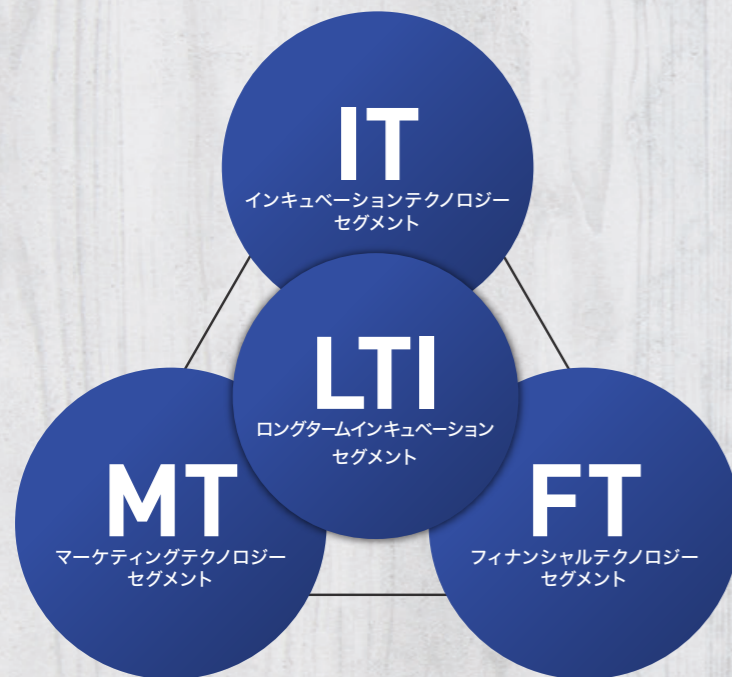 IT
インキュベーションテクノロジー
セグメント
LTI
ロングタームインキュベーション
セグメント
MT
マーケティングテクノロジー
セグメント
FT
フィナンシャルテクノロジー
セグメント